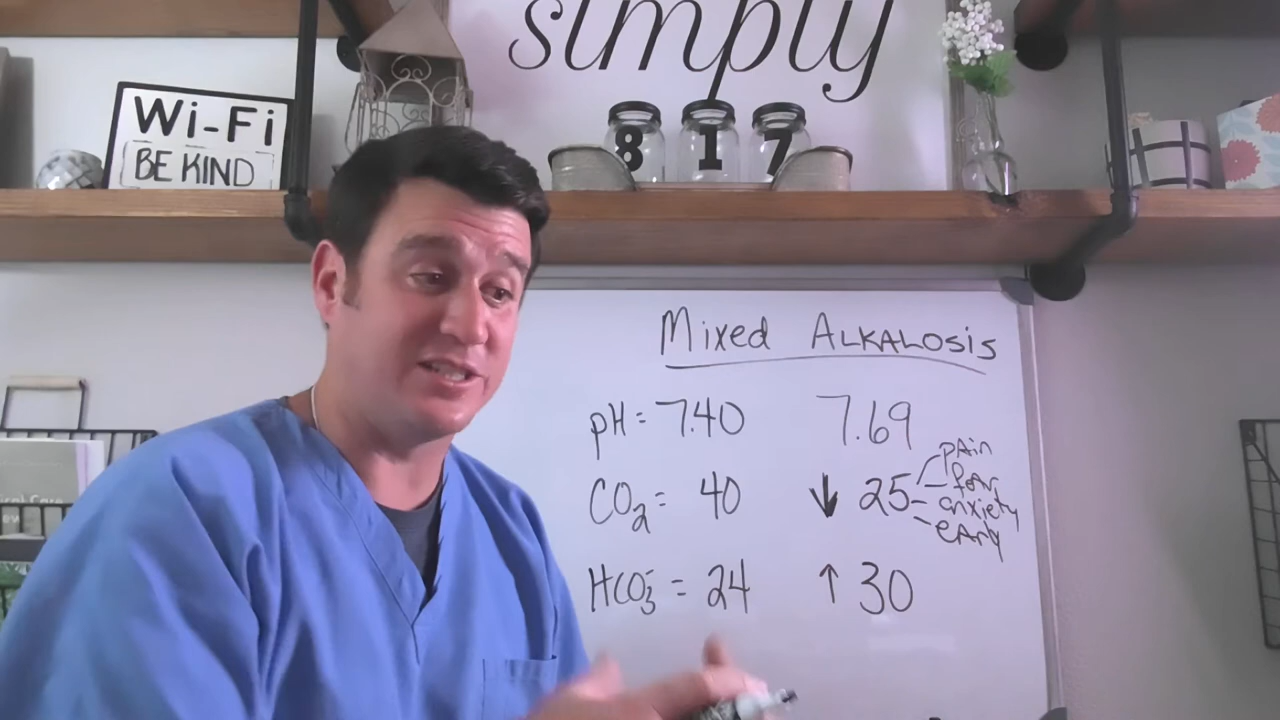 simply
Wi-Fi
BE KIND
8 1 7
Mixed ALKALOSIS
pH = 7.40 7.69
CO2 = 40 ↓ 25
pAin
feAr
anxiety
eArly
HCO3- = 24 ↑ 30